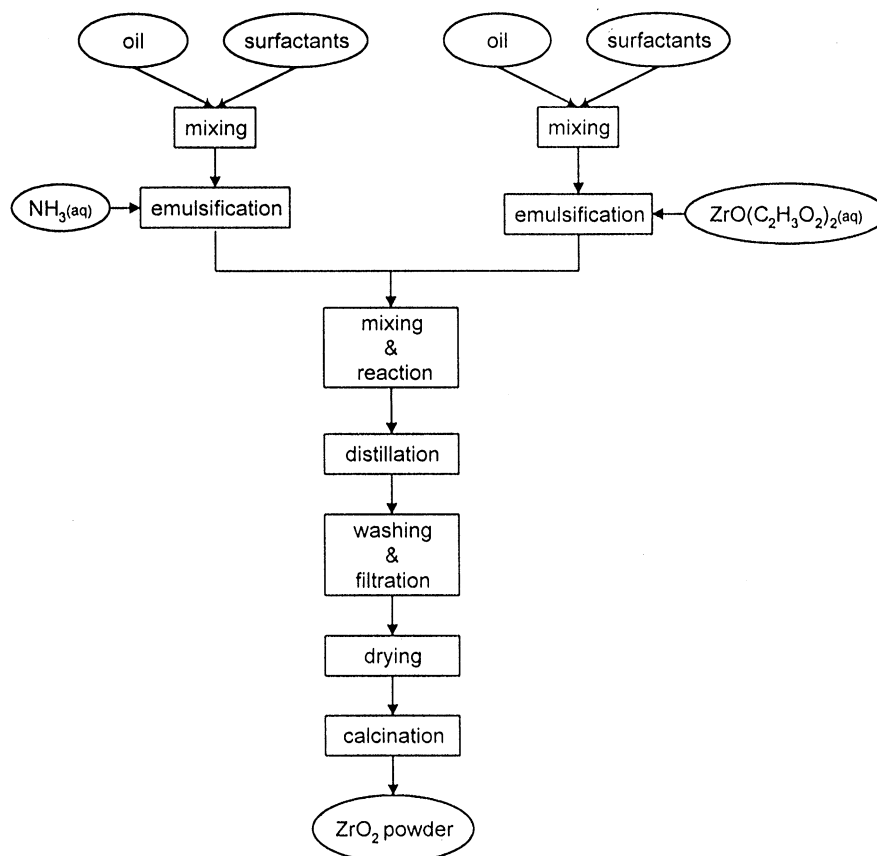 oil
surfactants
oil
surfactants
mixing
mixing
NH₃(aq)
emulsification
emulsification
ZrO(C₂H₃O₂)₂(aq)
mixing
&
reaction
distillation
washing
&
filtration
drying
calcination
ZrO₂ powder